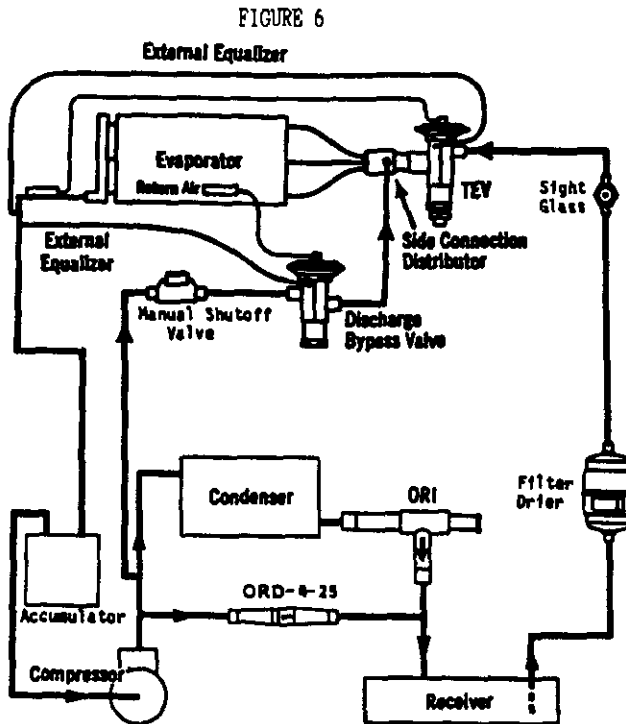 FIGURE 6
External Equalizer
Evaporator
Return Air
TEV
Sight
Glass
Side Connection
Distributor
External
Equalizer
Manual Shutoff
Valve
Discharge
Bypass Valve
Condenser
ORI
Filter
Drier
ORD-4-25
Accumulator
Compressor
Receiver